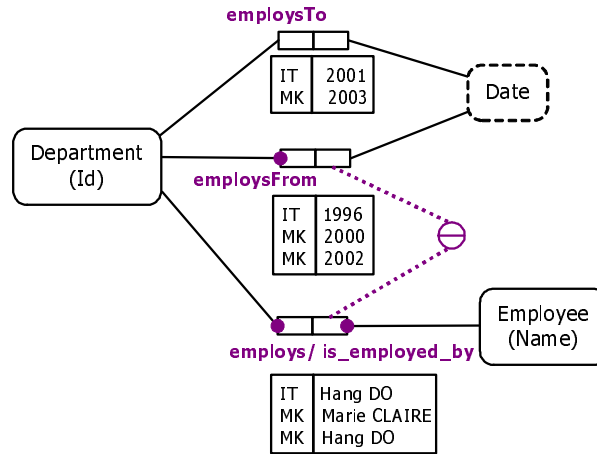 employsTo
IT 2001
MK 2003
Date
Department
(Id)
employsFrom
IT 1996
MK 2000
MK 2002
Employee
(Name)
employs/ is_employed_by
IT Hang DO
MK Marie CLAIRE
MK Hang DO